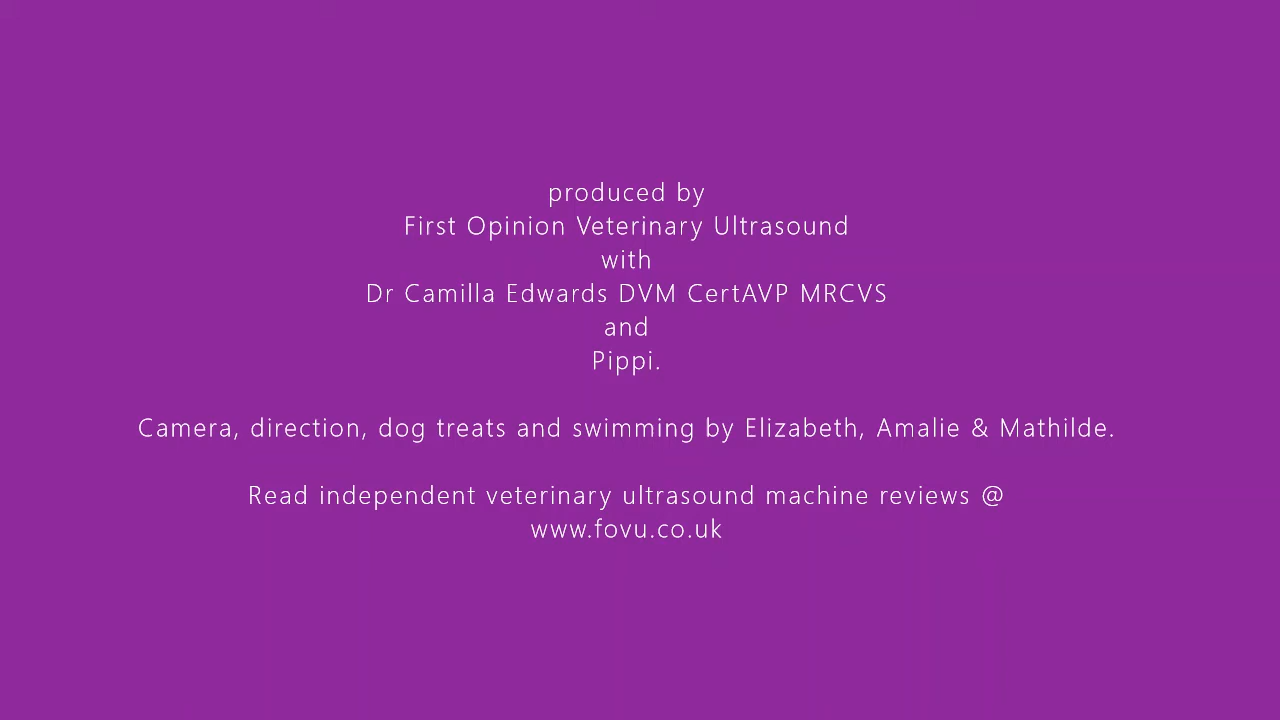 produced by
First Opinion Veterinary Ultrasound
with
Dr Camilla Edwards DVM CertAVP MRCVS
and
Pippi.
Camera, direction, dog treats and swimming by Elizabeth, Amalie & Mathilde.
Read independent veterinary ultrasound machine reviews @
www.fovu.co.uk